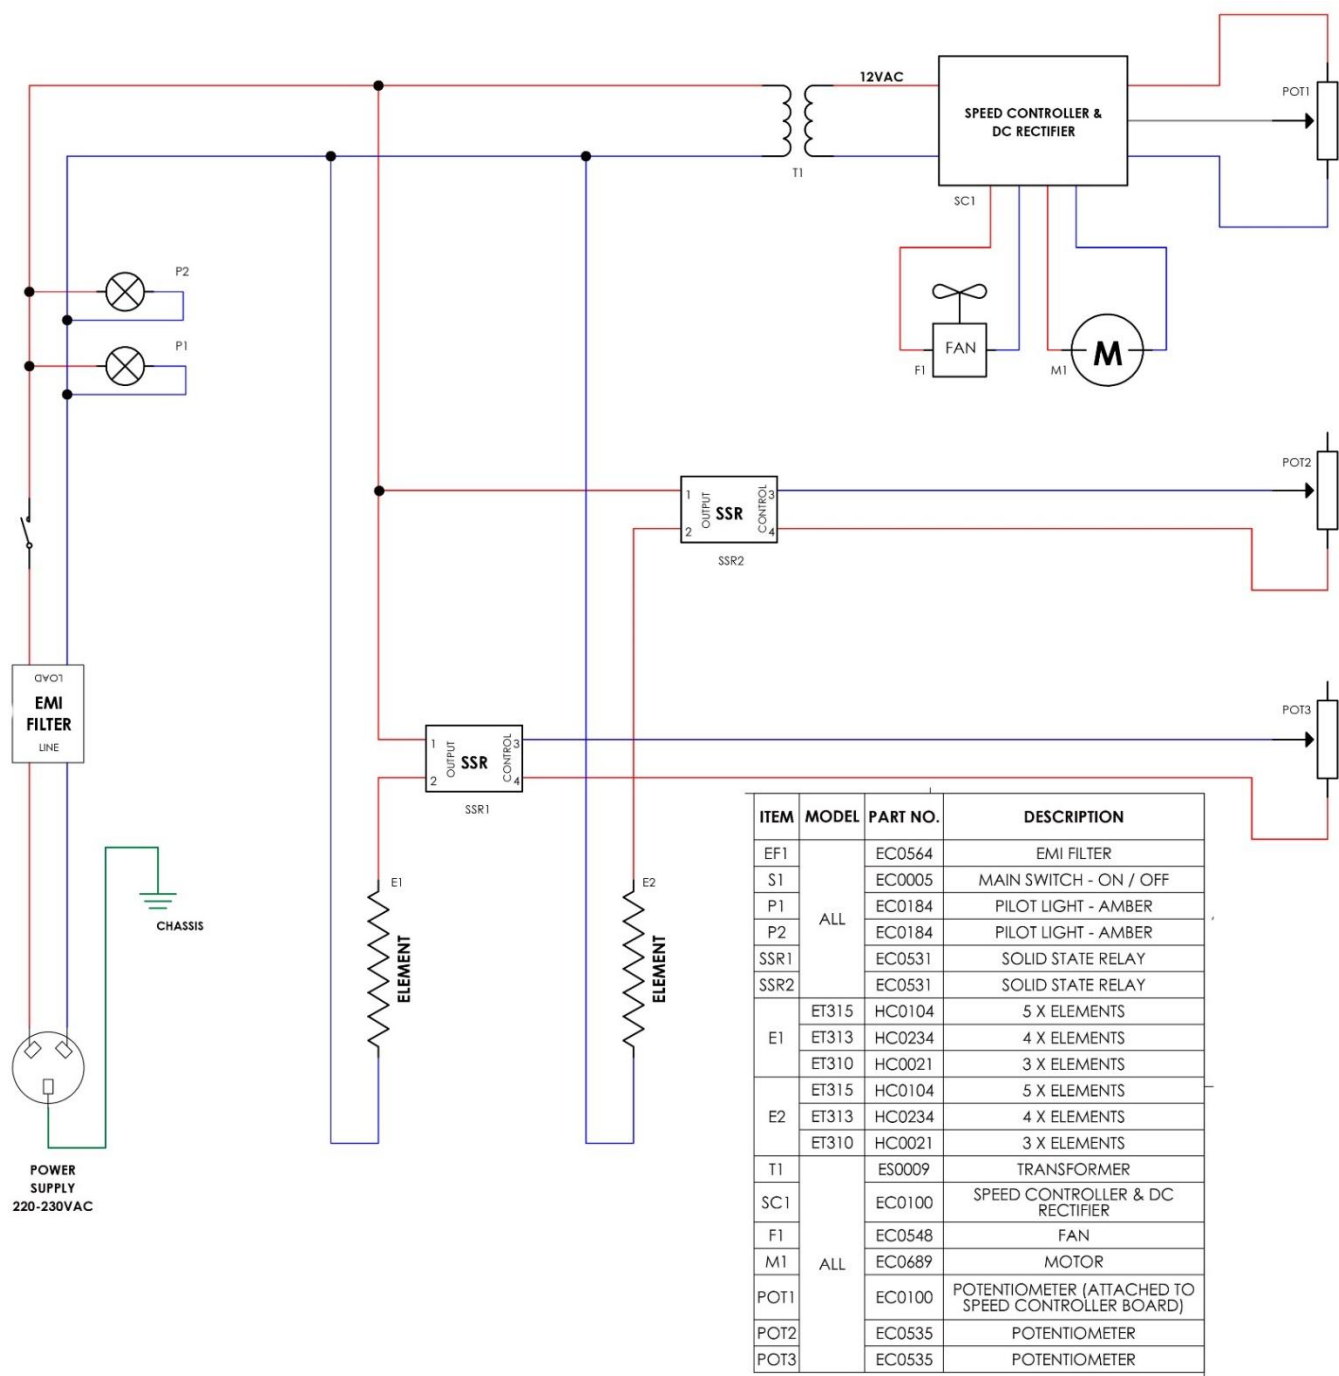 12VAC
SPEED CONTROLLER &
DC RECTIFIER
POT1
T1
SC1
P2
P1
FAN
F1
M
M1
POT2
1
2
OUTPUT
SSR
CONTROL
3
4
SSR2
LOAD
EMI
FILTER
LINE
POT3
1
2
OUTPUT
SSR
CONTROL
3
4
SSR1
E1
ELEMENT
E2
ELEMENT
CHASSIS
POWER
SUPPLY
220-230VAC
ITEM MODEL PART NO. DESCRIPTION
EF1 EC0564 EMI FILTER
S1 EC0005 MAIN SWITCH - ON / OFF
P1 EC0184 PILOT LIGHT - AMBER
ALL
P2 EC0184 PILOT LIGHT - AMBER
SSR1 EC0531 SOLID STATE RELAY
SSR2 EC0531 SOLID STATE RELAY
ET315 HC0104 5 X ELEMENTS
E1 ET313 HC0234 4 X ELEMENTS
ET310 HC0021 3 X ELEMENTS
ET315 HC0104 5 X ELEMENTS
E2 ET313 HC0234 4 X ELEMENTS
ET310 HC0021 3 X ELEMENTS
T1 ES0009 TRANSFORMER
SC1 EC0100 SPEED CONTROLLER & DC
RECTIFIER
F1 EC0548 FAN
M1 ALL EC0689 MOTOR
POT1 EC0100 POTENTIOMETER (ATTACHED TO
SPEED CONTROLLER BOARD)
POT2 EC0535 POTENTIOMETER
POT3 EC0535 POTENTIOMETER